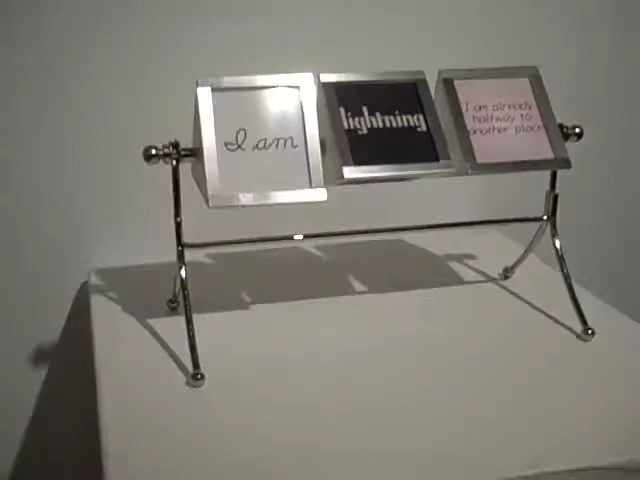 I am
lightning
I am already
halfway to
another place